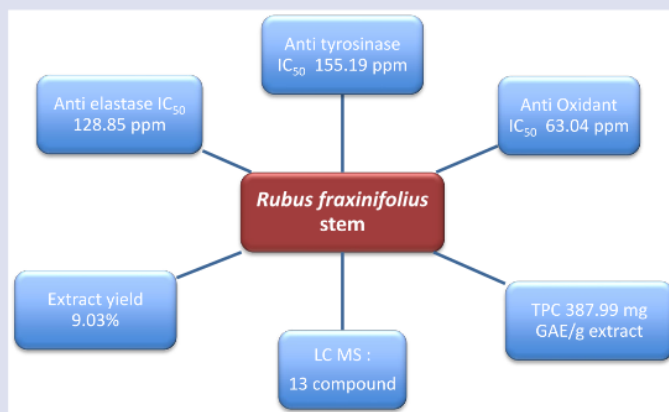 Anti tyrosinase
IC₅₀ 155.19 ppm
Anti elastase IC₅₀
128.85 ppm
Anti Oxidant
IC₅₀ 63.04 ppm
Rubus fraxinifolius
stem
Extract yield
9.03%
LC MS :
13 compound
TPC 387.99 mg
GAE/g extract